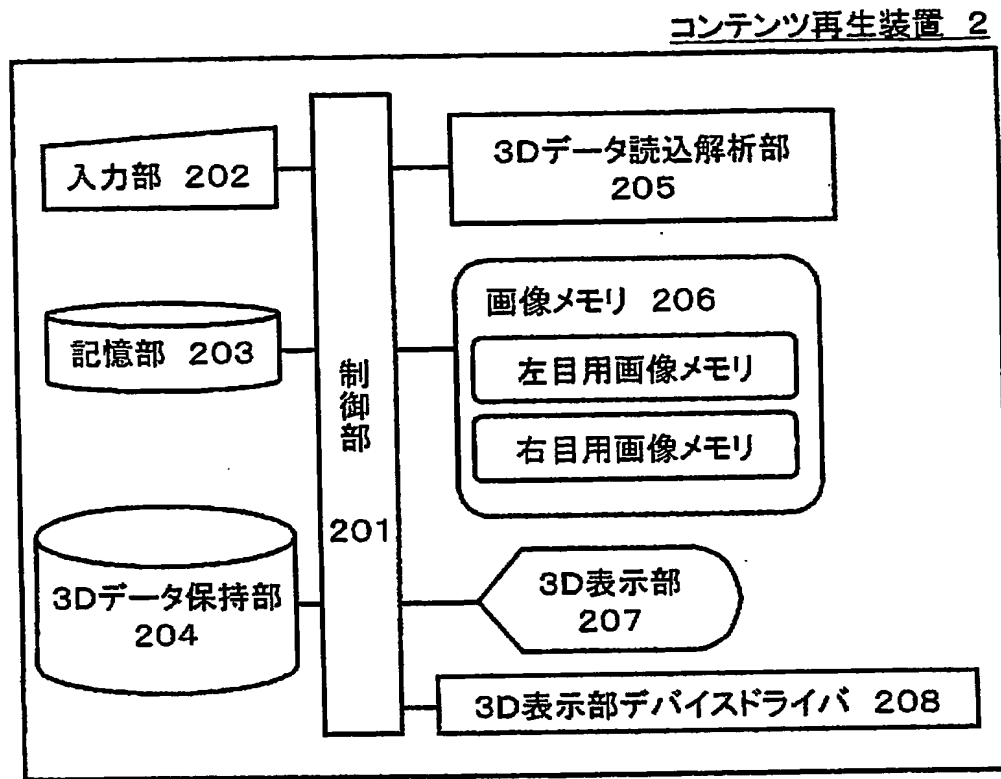 コンテンツ再生装置 2
入力部 202
記憶部 203
3Dデータ保持部
204
制御部
201
3Dデータ読込解析部
205
画像メモリ 206
左目用画像メモリ
右目用画像メモリ
3D表示部
207
3D表示部デバイスドライバ 208